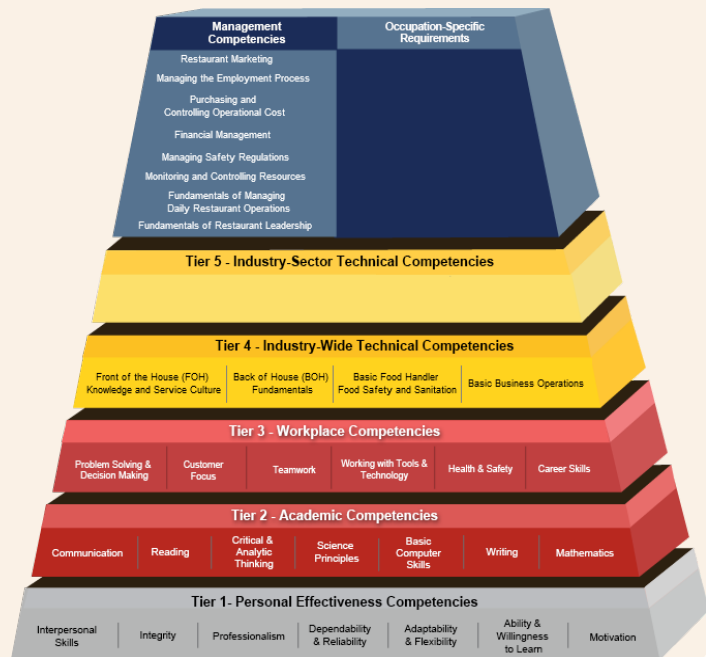 Management
Competencies
Occupation-Specific
Requirements
Restaurant Marketing
Managing the Employment Process
Purchasing and
Controlling Operational Cost
Financial Management
Managing Safety Regulations
Monitoring and Controlling Resources
Fundamentals of Managing
Daily Restaurant Operations
Fundamentals of Restaurant Leadership
Tier 5 - Industry-Sector Technical Competencies
Tier 4 - Industry-Wide Technical Competencies
Front of the House (FOH)
Knowledge and Service Culture
Back of House (BOH)
Fundamentals
Basic Food Handler
Food Safety and Sanitation
Basic Business Operations
Tier 3 - Workplace Competencies
Problem Solving &
Decision Making
Customer
Focus
Teamwork
Working with Tools &
Technology
Health & Safety
Career Skills
Tier 2 - Academic Competencies
Communication
Reading
Critical &
Analytic
Thinking
Science
Principles
Basic
Computer
Skills
Writing
Mathematics
Tier 1- Personal Effectiveness Competencies
Interpersonal
Skills
Integrity
Professionalism
Dependability
& Reliability
Adaptability
& Flexibility
Ability &
Willingness
to Learn
Motivation